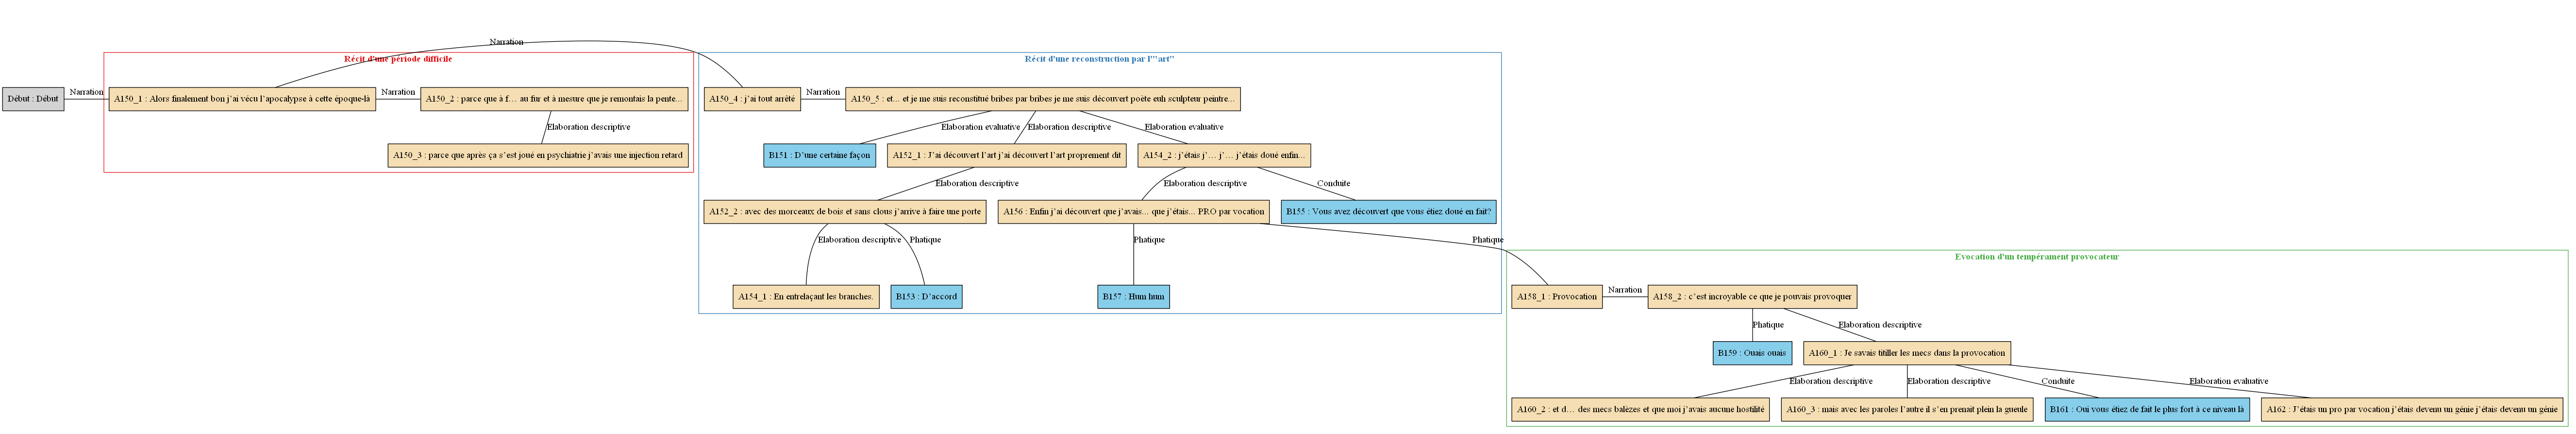 Narration
Récit d'une période difficile
Récit d'une reconstruction par l'"art"
Début : Début
Narration
A150_1 : Alors finalement bon j'ai vécu l'apocalypse à cette époque-là
Narration
A150_2 : parce que à f… au fur et à mesure que je remontais la pente...
A150_4 : j'ai tout arrêté
Narration
A150_5 : et... et je me suis reconstitué bribes par bribes je me suis découvert poète euh sculpteur peintre...
Elaboration descriptive
Elaboration evaluative
Elaboration descriptive
Elaboration evaluative
A150_3 : parce que après ça s'est joué en psychiatrie j'avais une injection retard
B151 : D'une certaine façon
A152_1 : J'ai découvert l'art j'ai découvert l'art proprement dit
A154_2 : j'étais j'… j'… j'étais doué enfin...
Elaboration descriptive
Elaboration descriptive
Conduite
A152_2 : avec des morceaux de bois et sans clous j'arrive à faire une porte
A156 : Enfin j'ai découvert que j'avais... que j'étais... PRO par vocation
B155 : Vous avez découvert que vous étiez doué en fait?
Elaboration descriptive
Phatique
Phatique
Phatique
Evocation d'un tempérament provocateur
A154_1 : En entrelaçant les branches.
B153 : D'accord
B157 : Hum hum
A158_1 : Provocation
Narration
A158_2 : c'est incroyable ce que je pouvais provoquer
Phatique
Elaboration descriptive
B159 : Ouais ouais
A160_1 : Je savais titiller les mecs dans la provocation
Elaboration descriptive
Elaboration descriptive
Conduite
Elaboration evaluative
A160_2 : et d… des mecs balèzes et que moi j'avais aucune hostilité
A160_3 : mais avec les paroles l'autre il s'en prenait plein la gueule
B161 : Oui vous étiez de fait le plus fort à ce niveau là
A162 : J'étais un pro par vocation j'étais devenu un génie j'étais devenu un génie